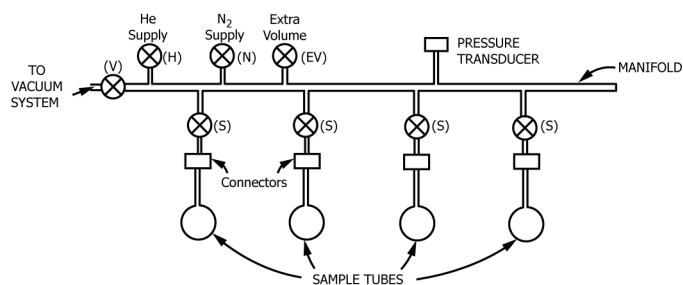 He
Supply
N₂
Supply
Extra
Volume
(V)
(H)
(N)
(EV)
PRESSURE
TRANSDUCER
MANIFOLD
TO
VACUUM
SYSTEM
(S)
(S)
(S)
(S)
Connectors
SAMPLE TUBES